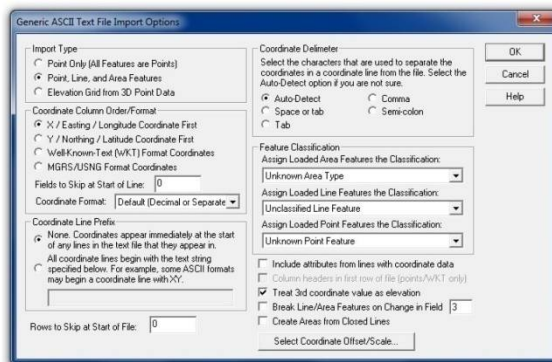 Generic ASCII Text File Import Options
Import Type
Point Only (All Features are Points)
Point, Line, and Area Features
Elevation Grid from 3D Point Data
Coordinate Column Order/Format
X / Easting / Longitude Coordinate First
Y / Northing / Latitude Coordinate First
Well-Known-Text (WKT) Format Coordinates
MGRS/USNG Format Coordinates
Fields to Skip at Start of Line: 0
Coordinate Format: Default (Decimal or Separate
Coordinate Line Prefix
None. Coordinates appear immediately at the start
of any lines in the text file that they appear in.
All coordinate lines begin with the text string
specified below. For example, some ASCII formats
may begin a coordinate line with XY.
Rows to Skip at Start of File: 0
Coordinate Delimeter
Select the characters that are used to separate the
coordinates in a coordinate line from the file. Select the
Auto-Detect option if you are not sure.
Auto-Detect Comma
Space or tab Semi-colon
Tab
Feature Classification
Assign Loaded Area Features the Classification:
Unknown Area Type
Assign Loaded Line Features the Classification:
Unclassified Line Feature
Assign Loaded Point Features the Classification:
Unknown Point Feature
Include attributes from lines with coordinate data
Column headers in first row of file (points/WKT only)
Treat 3rd coordinate value as elevation
Break Line/Area Features on Change in Field 3
Create Areas from Closed Lines
Select Coordinate Offset/Scale...
OK
Cancel
Help